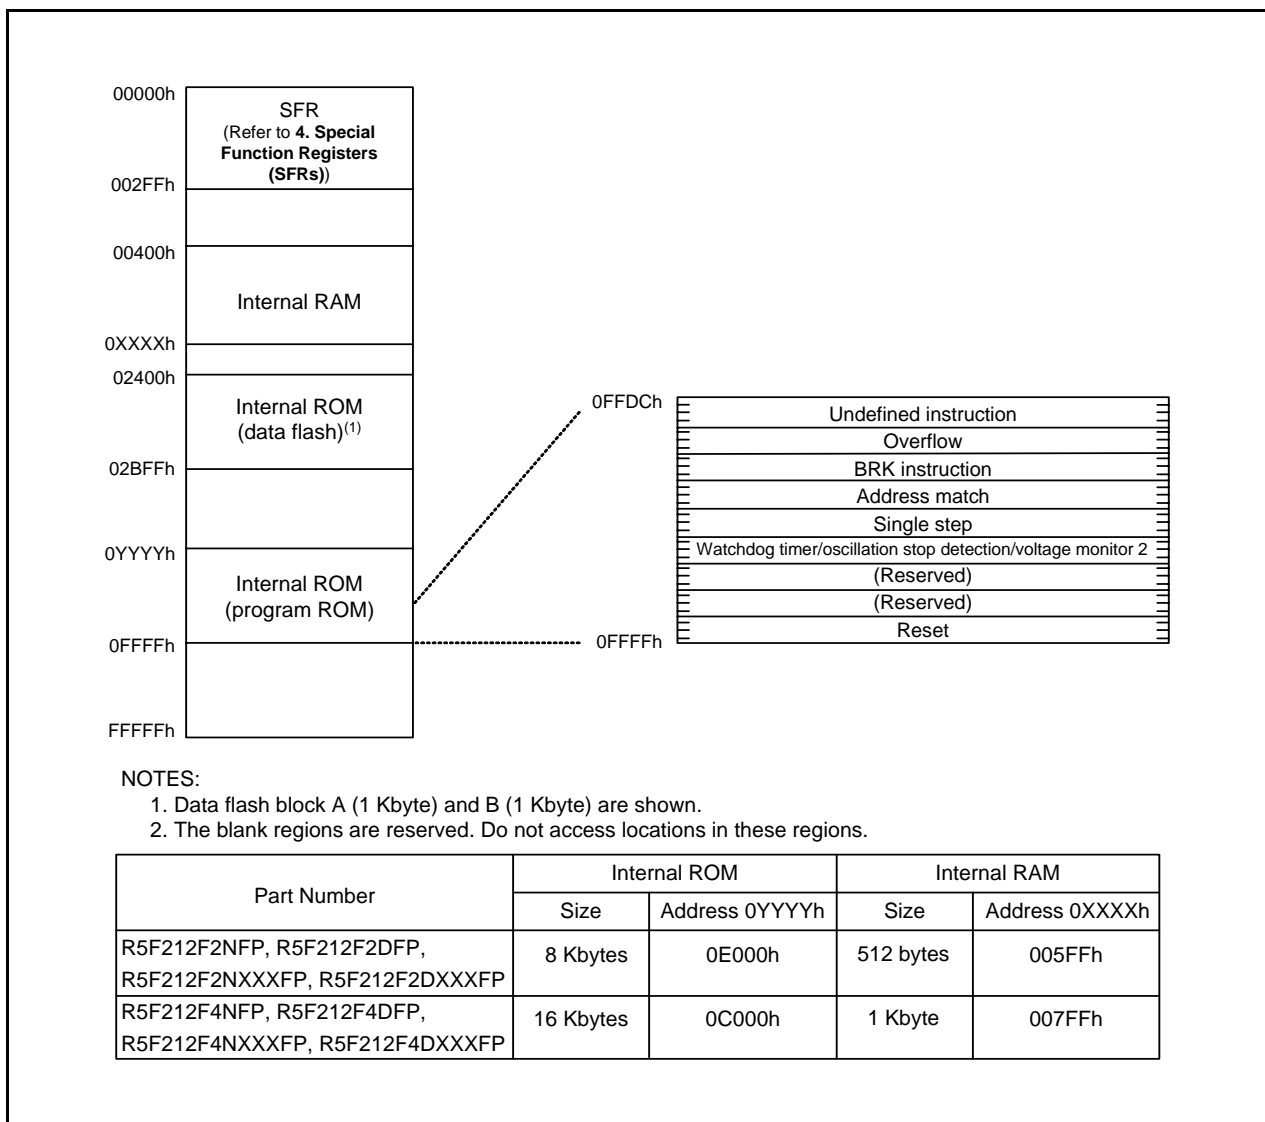 00000h
SFR
(Refer to 4. Special
Function Registers
(SFRs))
002FFh
00400h
Internal RAM
0XXXXh
02400h
Internal ROM
(data flash)(1)
02BFFh
0YYYYh
Internal ROM
(program ROM)
0FFFFh
FFFFFh
0FFDCh
Undefined instruction
Overflow
BRK instruction
Address match
Single step
Watchdog timer/oscillation stop detection/voltage monitor 2
(Reserved)
(Reserved)
Reset
0FFFFh
NOTES:
1. Data flash block A (1 Kbyte) and B (1 Kbyte) are shown.
2. The blank regions are reserved. Do not access locations in these regions.
Part Number
Internal ROM
Internal RAM
Size
Address 0YYYYh
Size
Address 0XXXXh
R5F212F2NFP, R5F212F2DFP,
R5F212F2NXXXFP, R5F212F2DXXXFP
8 Kbytes
0E000h
512 bytes
005FFh
R5F212F4NFP, R5F212F4DFP,
R5F212F4NXXXFP, R5F212F4DXXXFP
16 Kbytes
0C000h
1 Kbyte
007FFh